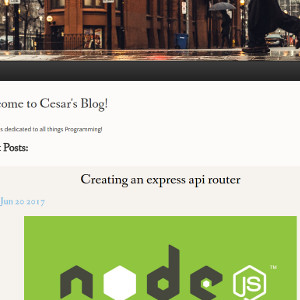 come to Cesar's Blog!
s dedicated to all things Programming!
Posts:
Creating an express api router
Jun 20 2017
node
JS
TM